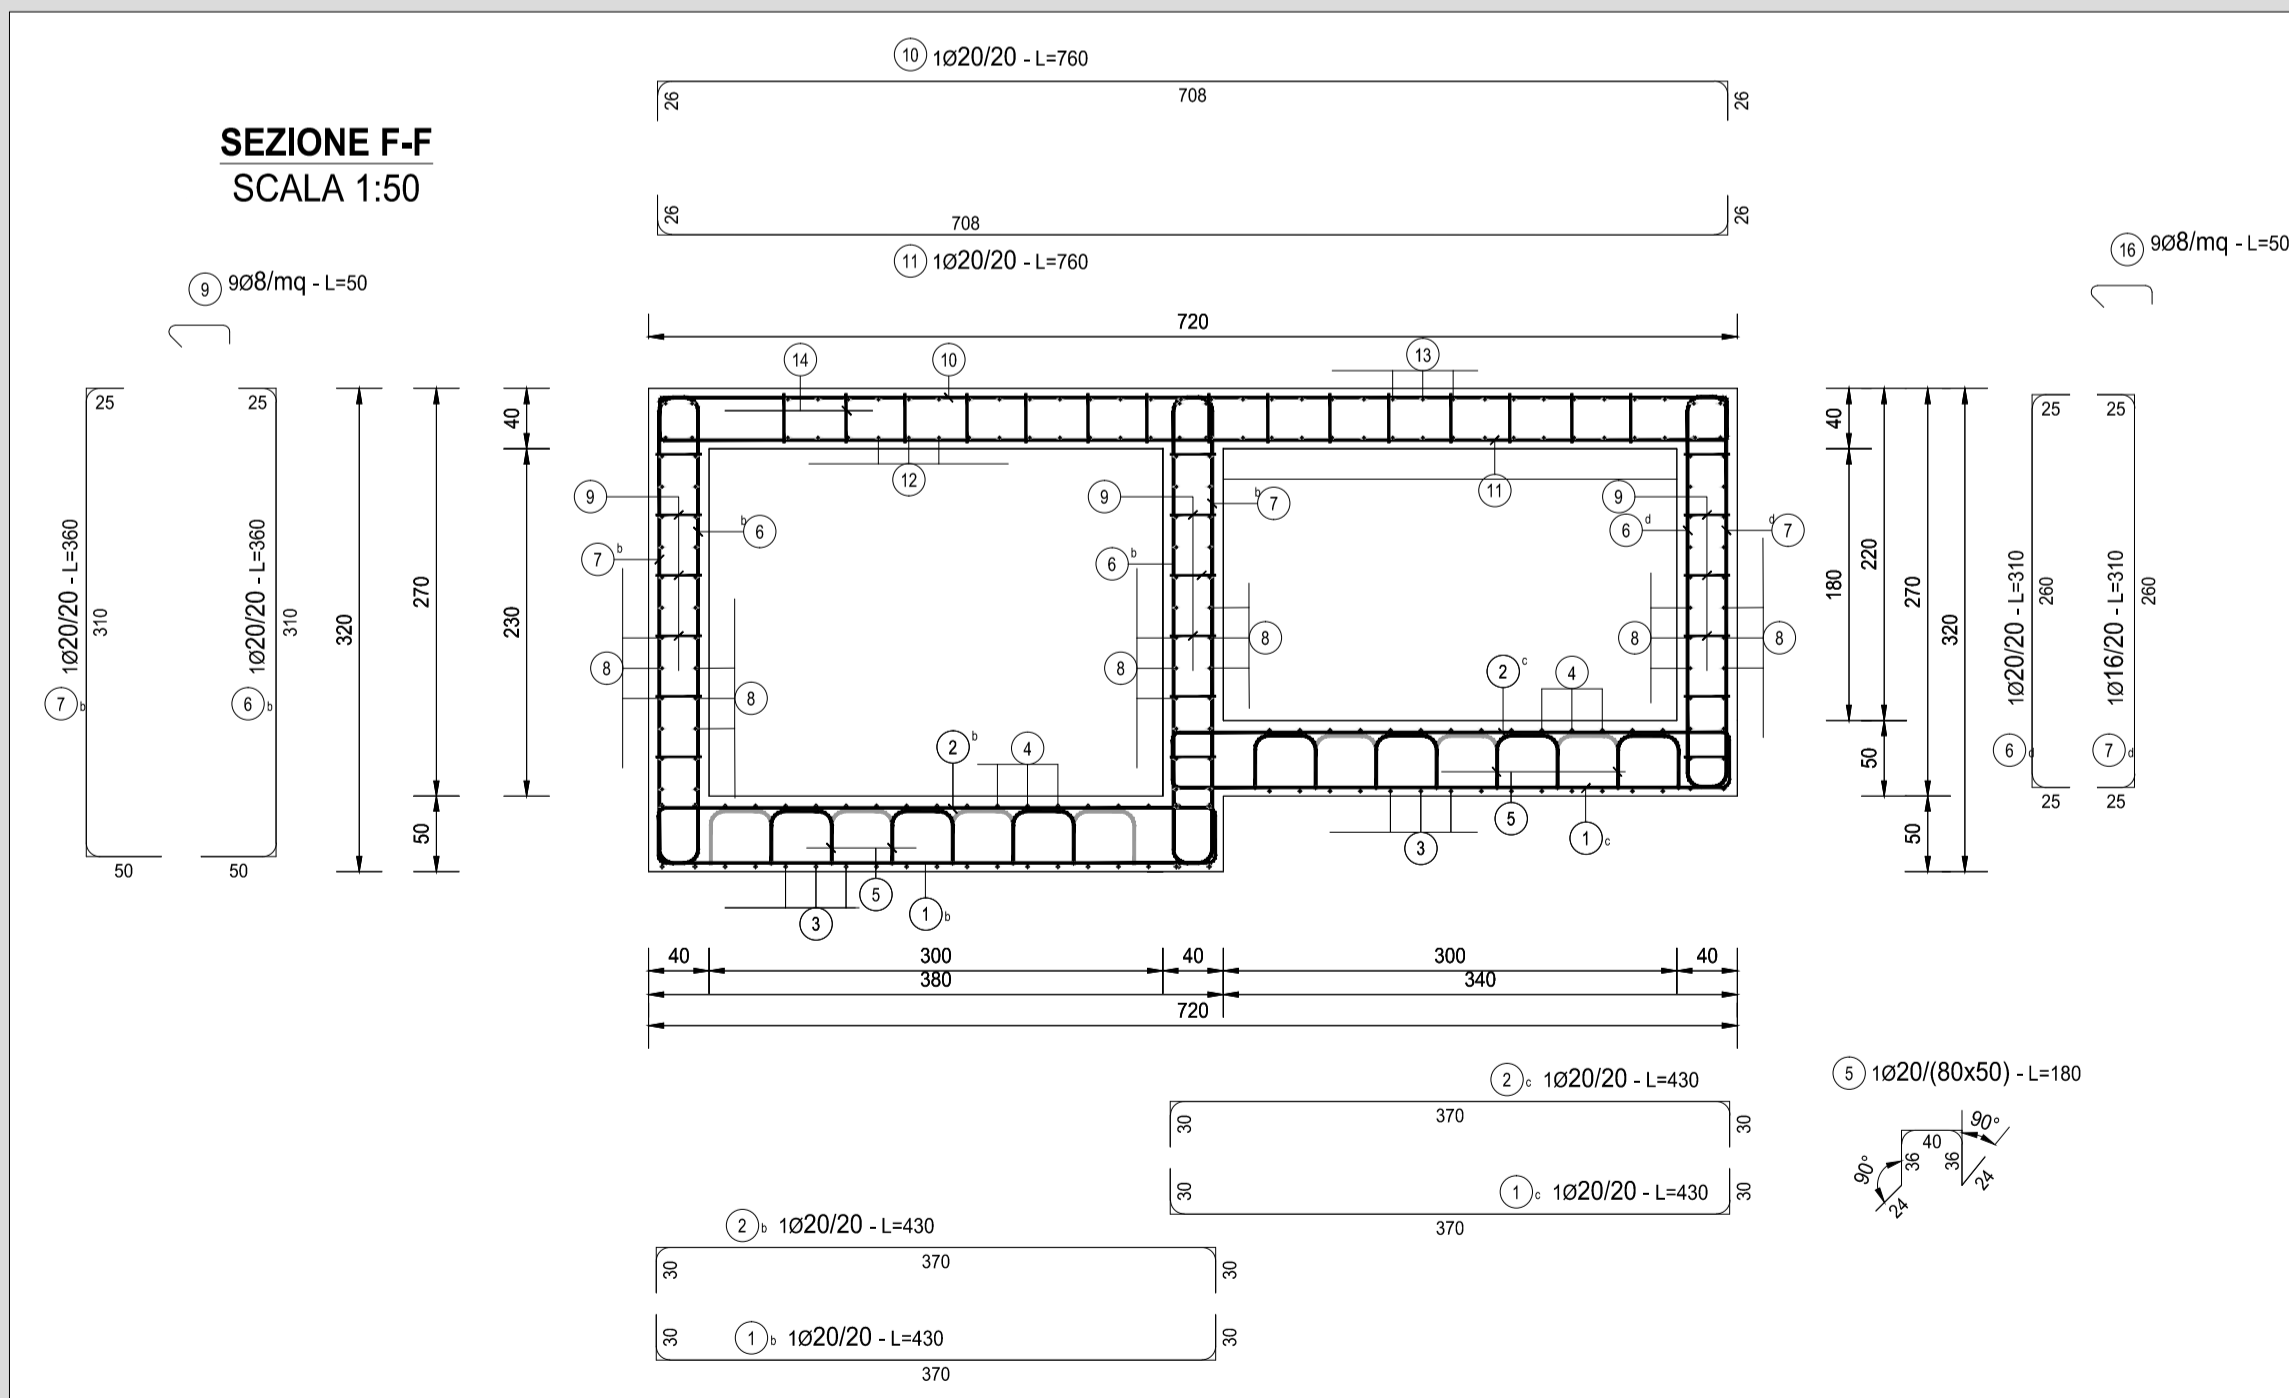 10 1Ø20/20 - L=760
26 708 26
SEZIONE F-F
SCALA 1:50
26 708 26
11 1Ø20/20 - L=760
9 9Ø8/mq - L=50
16 9Ø8/mq - L=50
720
14 10 13
25 25
7 b 1Ø20/20 - L=360
310
6 b 1Ø20/20 - L=360
310
50 50
320
270
50
40
230
12 11
9 9 9
b 6
7 b
b 7
6 b
6 d
d 7
8 8
8 8
8 8
2 b 4
2 c 4
3 5 1 b
3 5 1 c
40
180
220
50
270
50
320
25 25
6 d 1Ø20/20 - L=310
260
7 d 1Ø16/20 - L=310
260
25 25
40 300 40 300 40
380 340
720
2 c 1Ø20/20 - L=430
30 370 30
30 1 c 1Ø20/20 - L=430 30
370
5 1Ø20/(80x50) - L=180
90°
40
36 36
90°
24 24
2 b 1Ø20/20 - L=430
30 370 30
30 1 b 1Ø20/20 - L=430 30
370